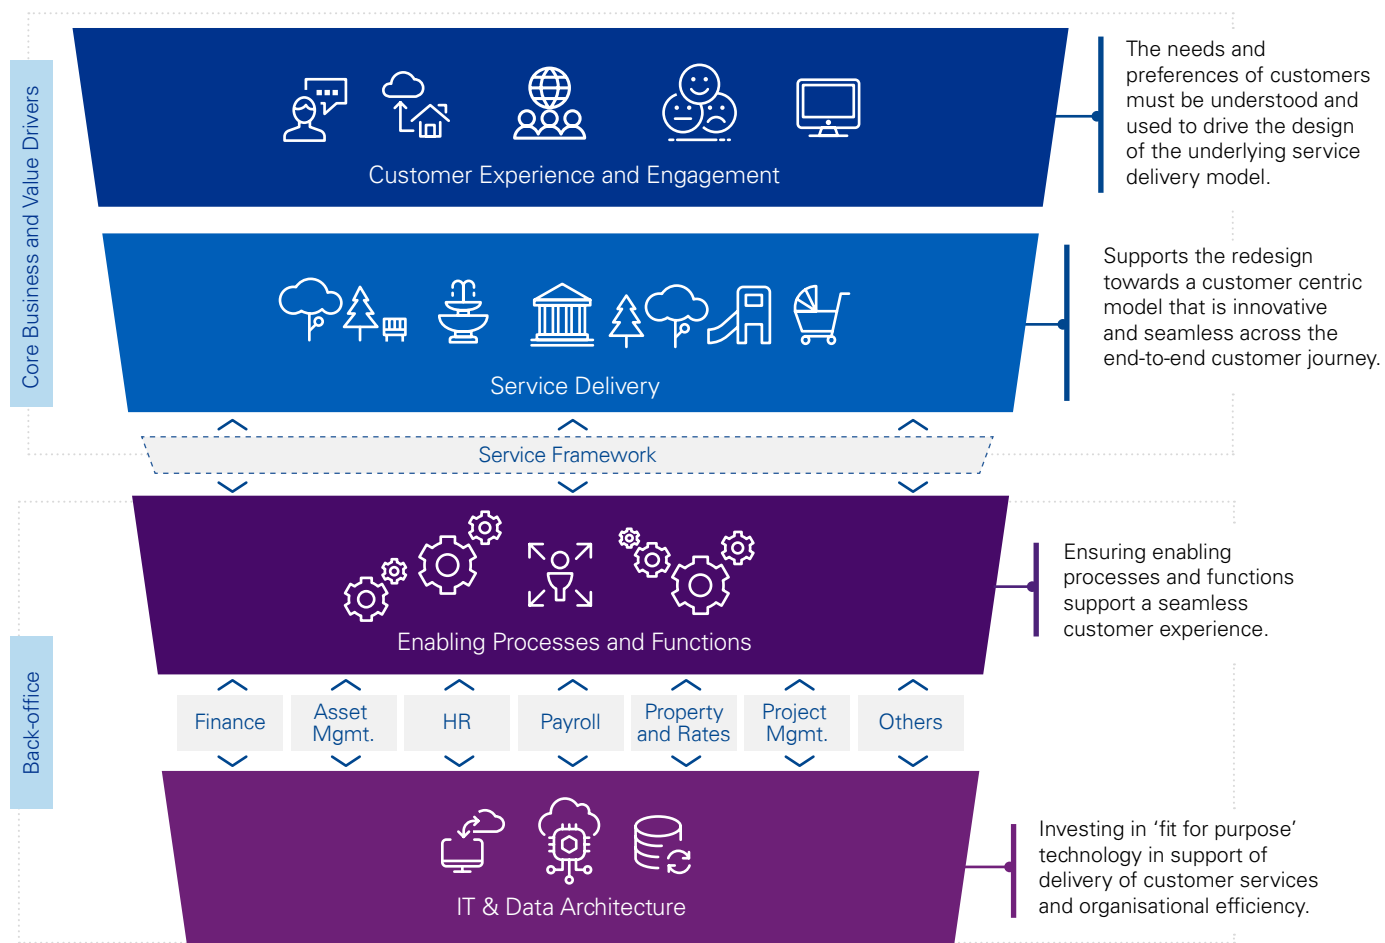 Core Business and Value Drivers
Customer Experience and Engagement
The needs and
preferences of customers
must be understood and
used to drive the design
of the underlying service
delivery model.
Service Delivery
Supports the redesign
towards a customer centric
model that is innovative
and seamless across the
end-to-end customer journey.
Service Framework
Back-office
Enabling Processes and Functions
Ensuring enabling
processes and functions
support a seamless
customer experience.
Finance
Asset
Mgmt.
HR
Payroll
Property
and Rates
Project
Mgmt.
Others
IT & Data Architecture
Investing in ‘fit for purpose’
technology in support of
delivery of customer services
and organisational efficiency.